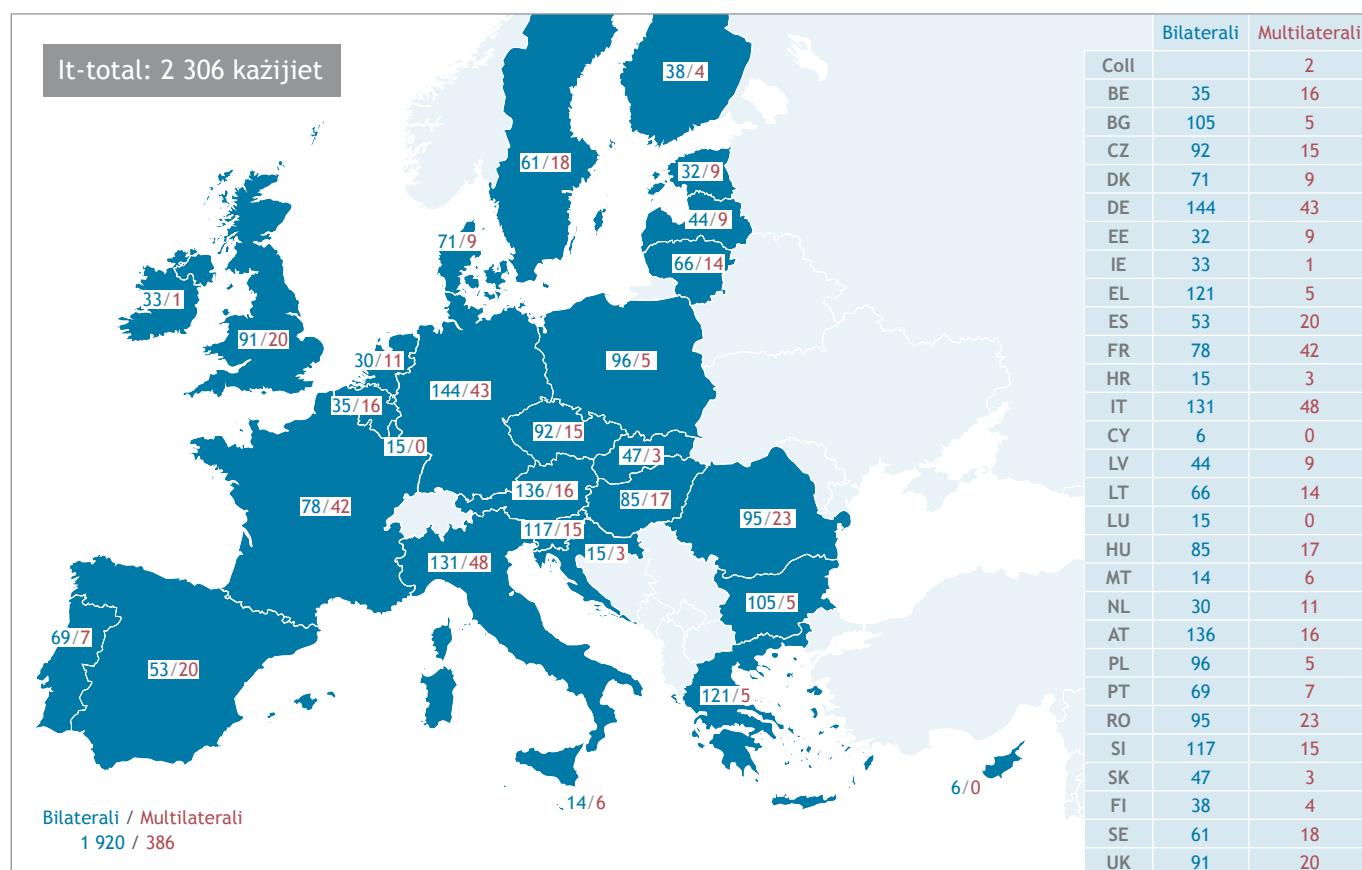 It-total: 2 306 każijiet
38/4
61/18
32/9
44/9
71/9
66/14
33/1
91/20
30/11
96/5
144/43
35/16
92/15
15/0
47/3
136/16
85/17
78/42
95/23
117/15
15/3
131/48
105/5
69/7
53/20
121/5
6/0
14/6
Bilaterali / Multilaterali
1 920 / 386
Bilaterali Multilaterali
Coll 2
BE 35 16
BG 105 5
CZ 92 15
DK 71 9
DE 144 43
EE 32 9
IE 33 1
EL 121 5
ES 53 20
FR 78 42
HR 15 3
IT 131 48
CY 6 0
LV 44 9
LT 66 14
LU 15 0
HU 85 17
MT 14 6
NL 30 11
AT 136 16
PL 96 5
PT 69 7
RO 95 23
SI 117 15
SK 47 3
FI 38 4
SE 61 18
UK 91 20